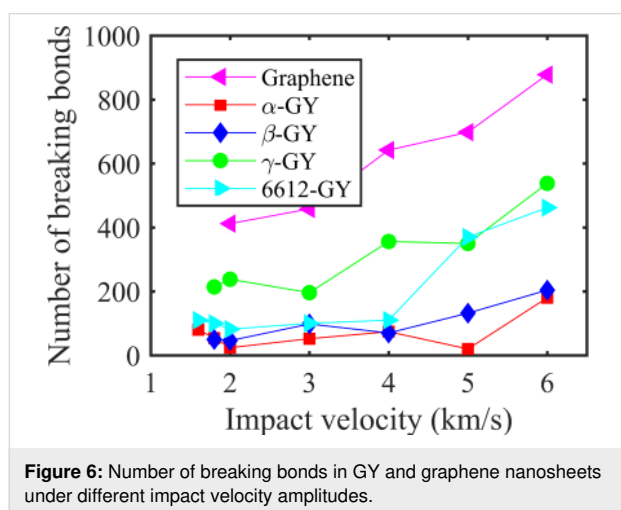 1000
800
600
400
200
0
Number of breaking bonds
Graphene
α-GY
β-GY
γ-GY
6612-GY
1 2 3 4 5 6
Impact velocity (km/s)
Figure 6: Number of breaking bonds in GY and graphene nanosheets
under different impact velocity amplitudes.